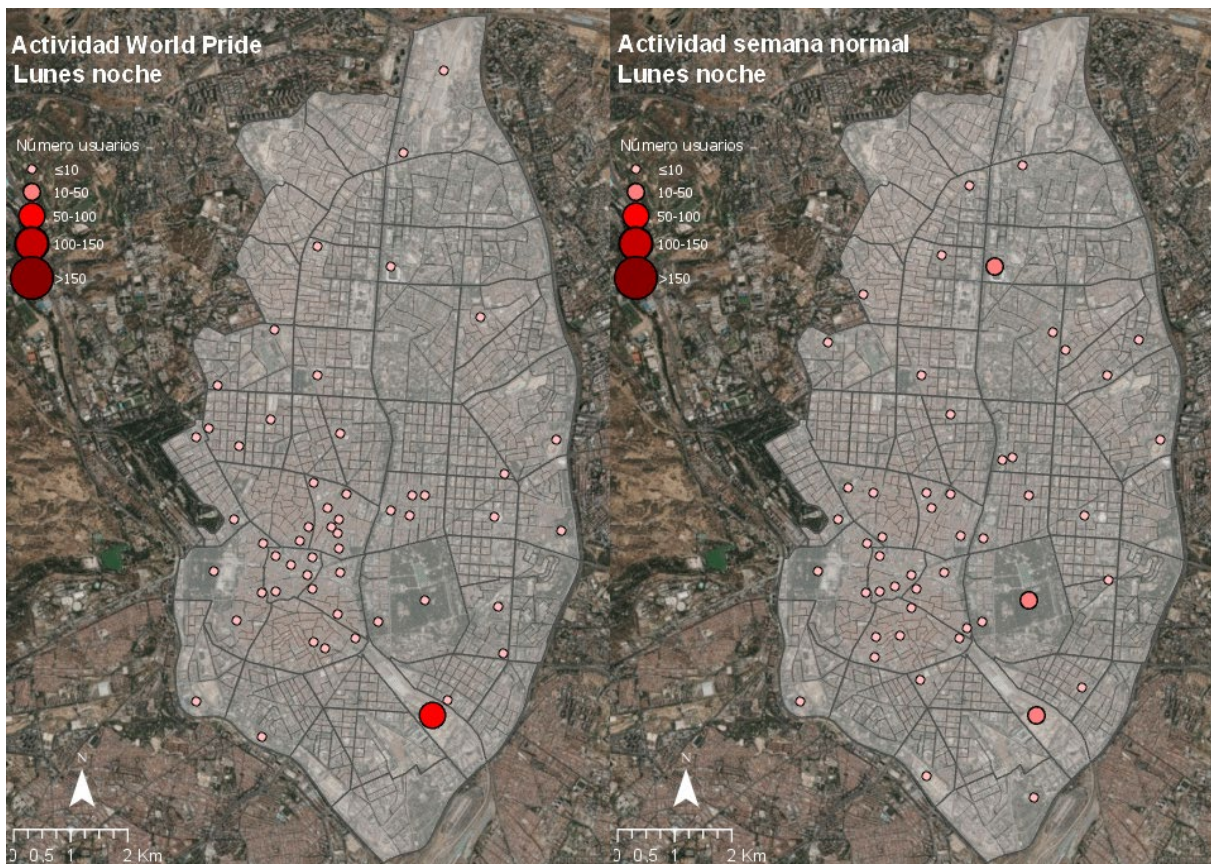 Actividad World Pride
Lunes noche
Número usuarios
≤10
10-50
50-100
100-150
>150
N
0 0,5 1 2 Km
Actividad semana normal
Lunes noche
Número usuarios
≤10
10-50
50-100
100-150
>150
N
0 0,5 1 2 Km